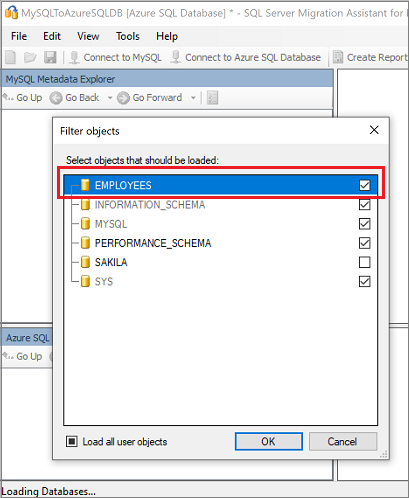 MySQLToAzureSQLDB [Azure SQL Database] * - SQL Server Migration Assistant for
File Edit View Tools Help
Connect to MySQL Connect to Azure SQL Database Create Report
MySQL Metadata Explorer
Go Up Go Back Go Forward
Filter objects
Select objects that should be loaded:
EMPLOYEES
INFORMATION_SCHEMA
MYSQL
PERFORMANCE_SCHEMA
SAKILA
SYS
Azure SQL
Go Up
Load all user objects OK Cancel
Loading Databases...